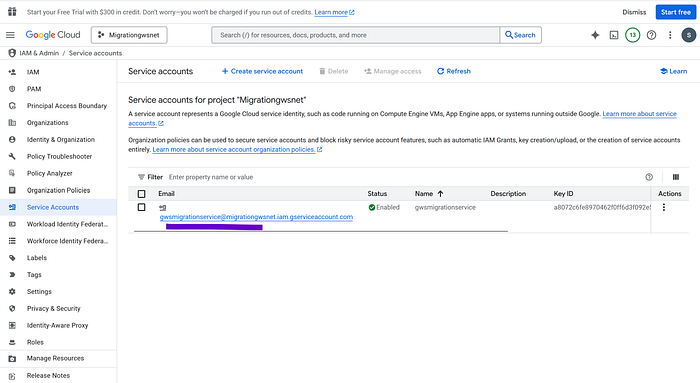 Start your Free Trial with $300 in credit. Don't worry—you won't be charged if you run out of credits. Learn more
Dismiss
Start free
Google Cloud
Migrationgwsnet
Search (/) for resources, docs, products, and more
Search
13
S
IAM & Admin / Service accounts
IAM
PAM
Principal Access Boundary
Organizations
Identity & Organization
Policy Troubleshooter
Policy Analyzer
Organization Policies
Service Accounts
Workload Identity Federat...
Workforce Identity Federa...
Labels
Tags
Settings
Privacy & Security
Identity-Aware Proxy
Roles
Manage Resources
Release Notes
Service accounts
+ Create service account
Delete
Manage access
Refresh
Learn
Service accounts for project "Migrationgwsnet"
A service account represents a Google Cloud service identity, such as code running on Compute Engine VMs, App Engine apps, or systems running outside Google. Learn more about service
accounts.
Organization policies can be used to secure service accounts and block risky service account features, such as automatic IAM Grants, key creation/upload, or the creation of service accounts
entirely. Learn more about service account organization policies.
Filter Enter property name or value
Email Status Name Description Key ID Actions
gwsmigrationservice@migrationgwsnet.iam.gserviceaccount.com Enabled gwsmigrationservice